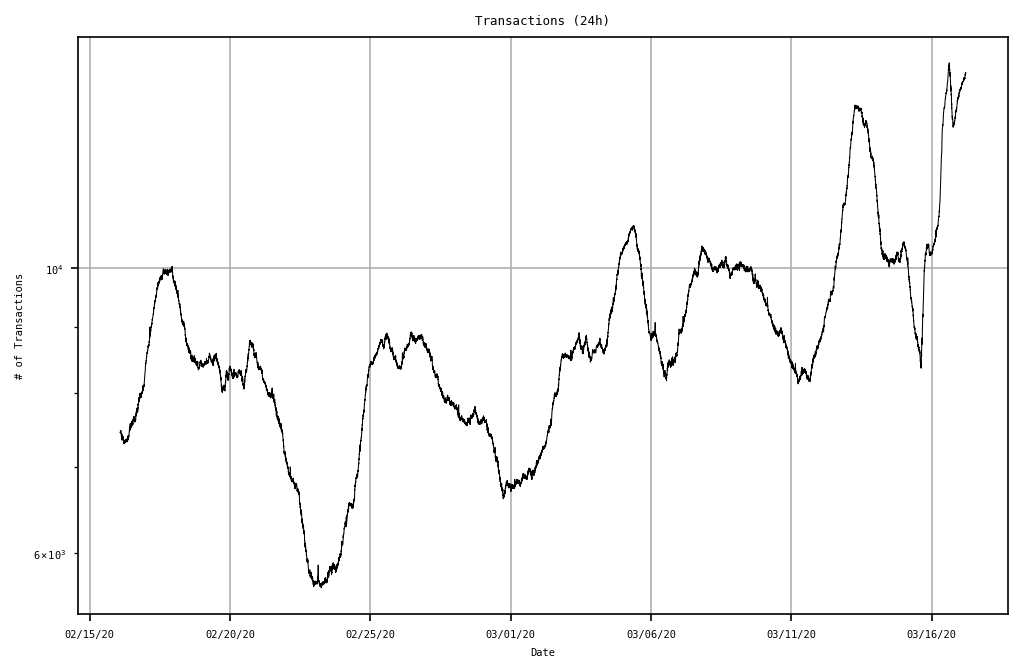 Transactions (24h)
# of Transactions
10⁴
6×10³
02/15/20 02/20/20 02/25/20 03/01/20 03/06/20 03/11/20 03/16/20
Date